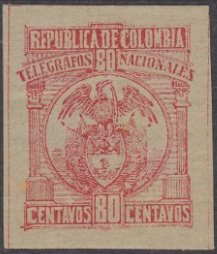 REPUBLICA DE COLOMBIA
TELEGRAFOS 80 NACIONALES
CENTAVOS 80 CENTAVOS